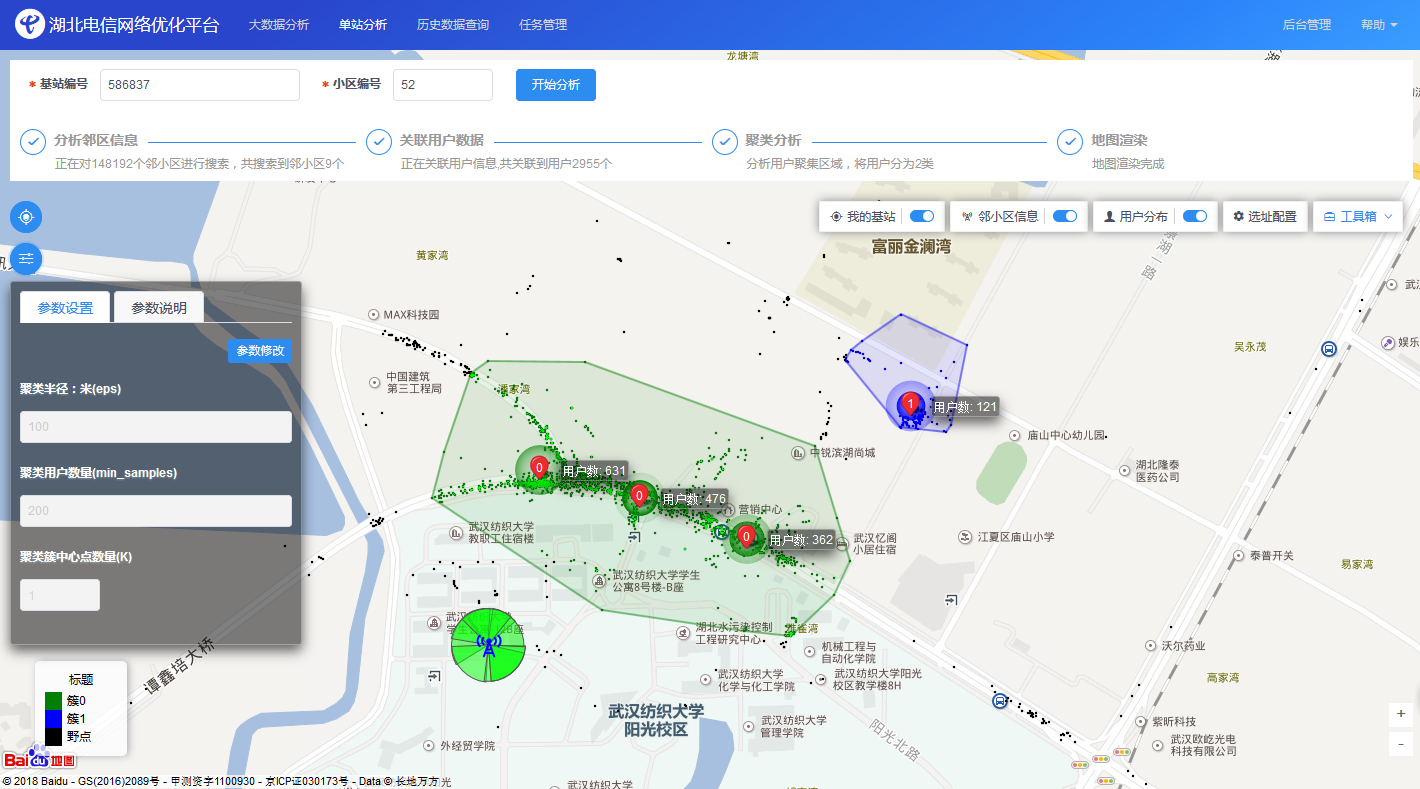 湖北电信网络优化平台
大数据分析
单站分析
历史数据查询
任务管理
后台管理
帮助
龙塘湾
* 基站编号
586837
* 小区编号
52
开始分析
分析邻区信息
正在对148192个邻小区进行搜索，共搜索到邻小区9个
关联用户数据
正在关联用户信息,共关联到用户2955个
聚类分析
分析用户聚集区域，将用户分为2类
地图渲染
地图渲染完成
我的基站
邻小区信息
用户分布
选址配置
工具箱
富丽金澜湾
黄家湾
参数设置
参数说明
参数修改
聚类半径：米(eps)
100
聚类用户数量(min_samples)
200
聚类簇中心点数量(K)
1
MAX科技园
中国建筑
第三工程局
潘家湾
吴永茂
娱乐
1
用户数: 121
庙山中心幼儿园
中锐滨湖尚城
湖北隆泰
医药公司
0
用户数: 631
0
用户数: 476
营销中心
0
用户数: 362
武汉纺织大学
教职工住宿楼
武汉忆阁
小居住宿
江夏区庙山小学
泰普开关
易家湾
武汉纺织大学学生
公寓8号楼-B座
湖北水污染控制
工程研究中心
机械工程与
自动化学院
沃尔药业
谭鑫培大桥
武汉纺织大学
化学与化工学院
武汉纺织大学阳光
校区教学楼8H
高家湾
标题
簇0
簇1
野点
武汉纺织大学
阳光校区
武汉纺织大学
管理学院
阳光北路
紫昕科技
武汉欧屹光电
科技有限公司
外经贸学院
+
-
Bai du 地图
© 2018 Baidu - GS(2016)2089号 - 甲测资字1100930 - 京ICP证030173号 - Data © 长地万方
武汉纺织大学